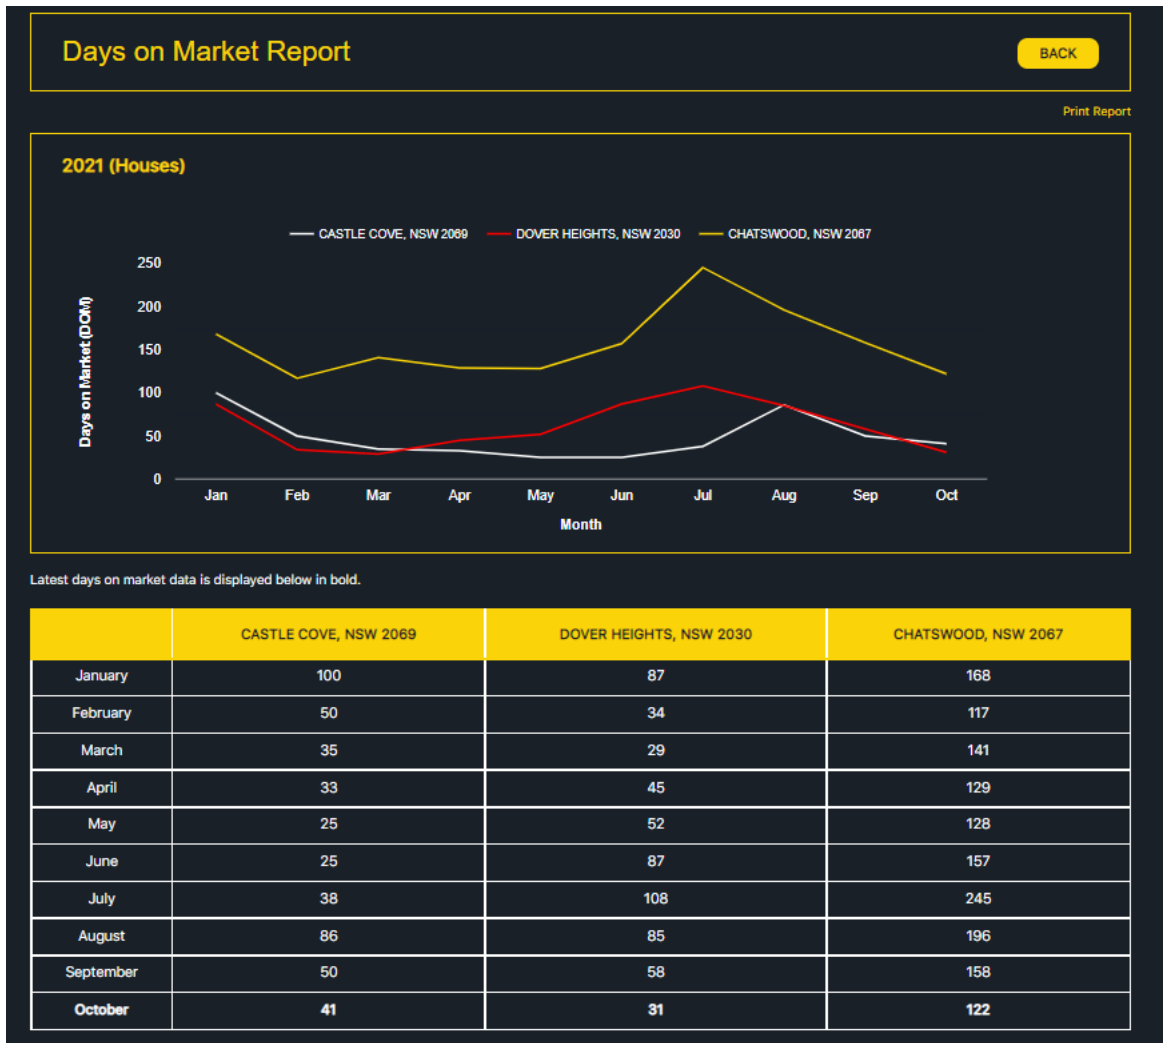 Days on Market Report
BACK
Print Report
2021 (Houses)
CASTLE COVE, NSW 2069 DOVER HEIGHTS, NSW 2030 CHATSWOOD, NSW 2067
250
200
150
100
50
0
Days on Market (DOM)
Jan Feb Mar Apr May Jun Jul Aug Sep Oct
Month
Latest days on market data is displayed below in bold.
CASTLE COVE, NSW 2069 DOVER HEIGHTS, NSW 2030 CHATSWOOD, NSW 2067
January 100 87 168
February 50 34 117
March 35 29 141
April 33 45 129
May 25 52 128
June 25 87 157
July 38 108 245
August 86 85 196
September 50 58 158
October 41 31 122